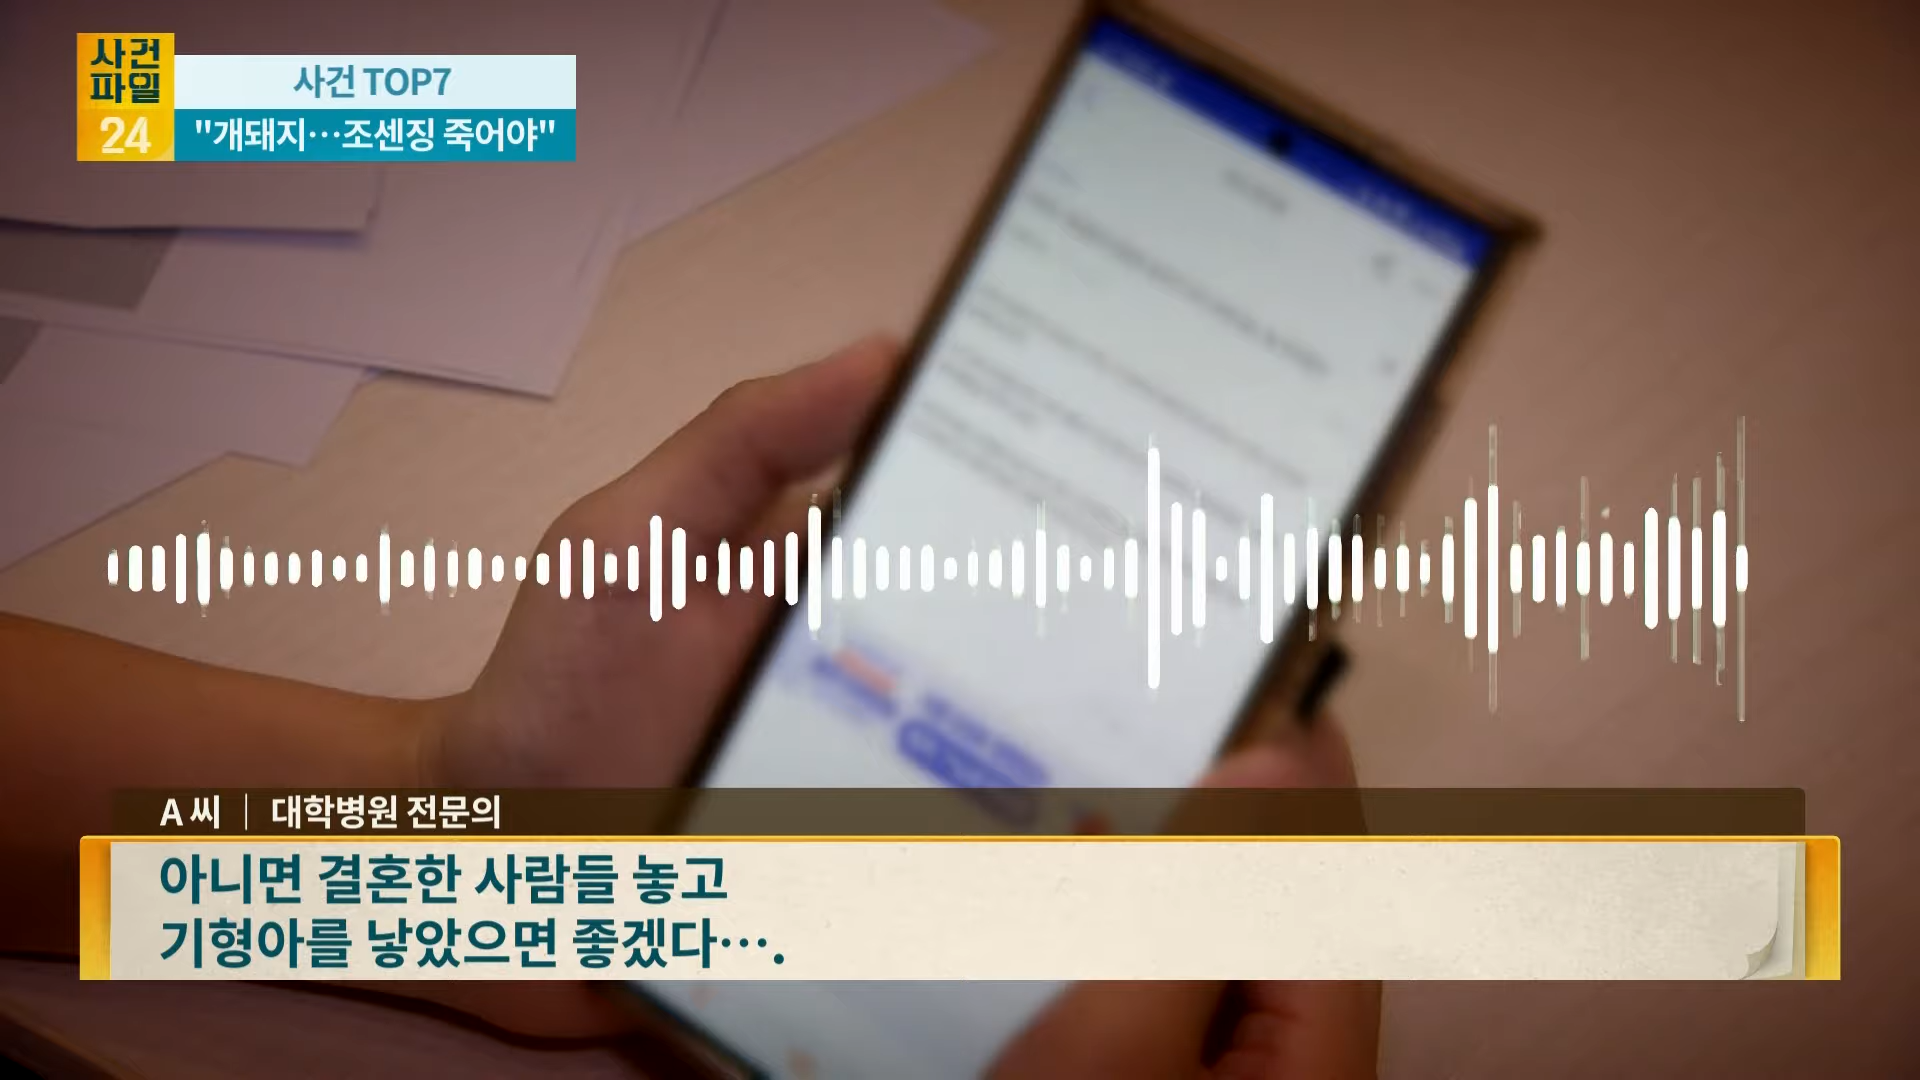 사건
파일
24
사건 TOP7
"개돼지…조센징 죽어야"
A 씨 | 대학병원 전문의
아니면 결혼한 사람들 놓고
기형아를 낳았으면 좋겠다….